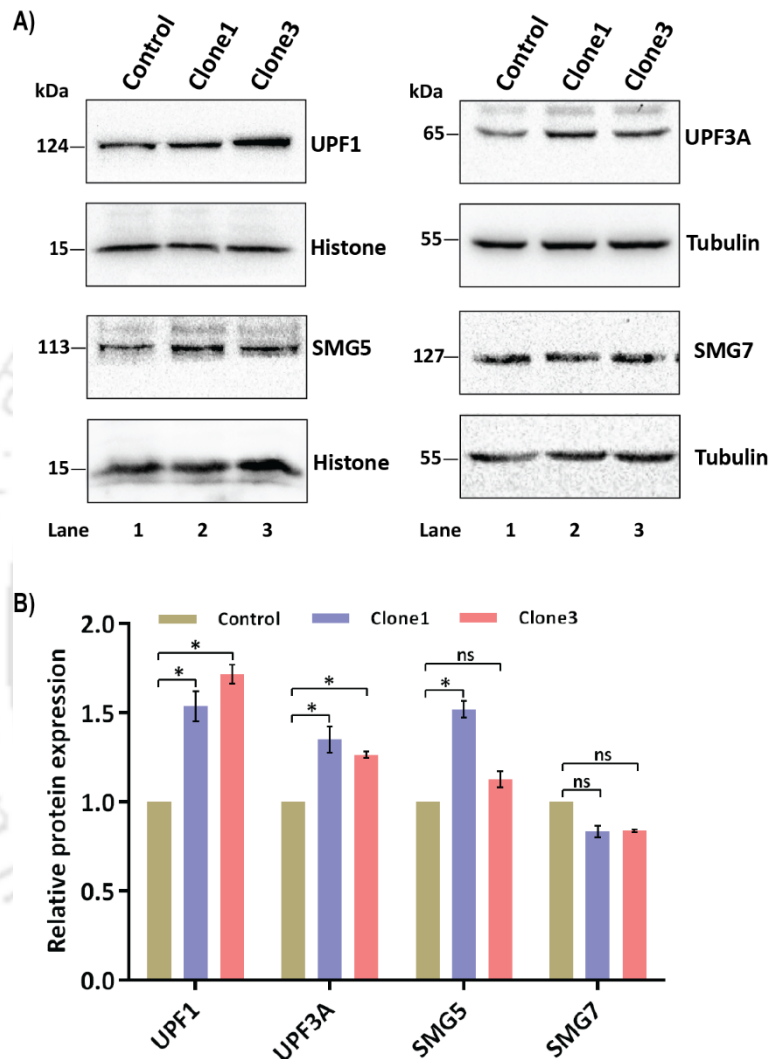 A)
Control Clone1 Clone3
kDa
124 UPF1
15 Histone
113 SMG5
15 Histone
Lane 1 2 3
Control Clone1 Clone3
kDa
65 UPF3A
55 Tubulin
127 SMG7
55 Tubulin
Lane 1 2 3
B)
Control Clone1 Clone3
Relative protein expression
2.0
1.5
1.0
0.5
0.0
* *
* *
* ns
ns ns
UPF1 UPF3A SMG5 SMG7